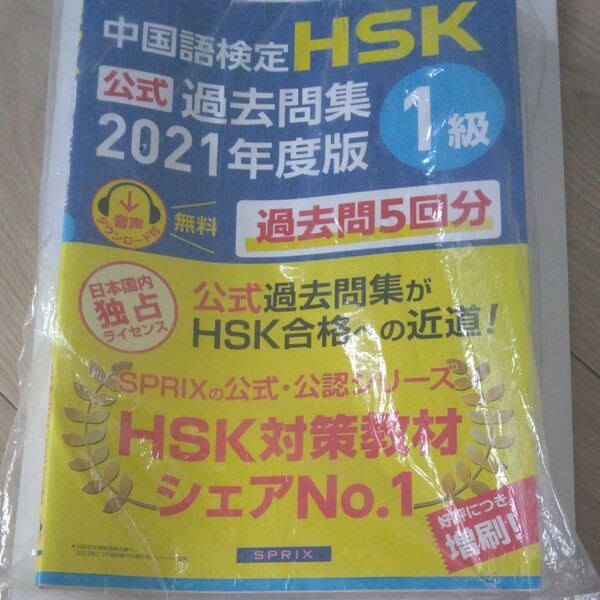 中国語検定HSK
公式 過去問集
2021年度版
1級
音声
ダウンロード付
無料
過去問5回分
日本国内
独占
ライセンス
公式過去問集が
HSK合格への近道!
SPRIXの公式・公認シリーズ
HSK対策教材
シェアNo.1
好評につき
増刷!
SPRIX